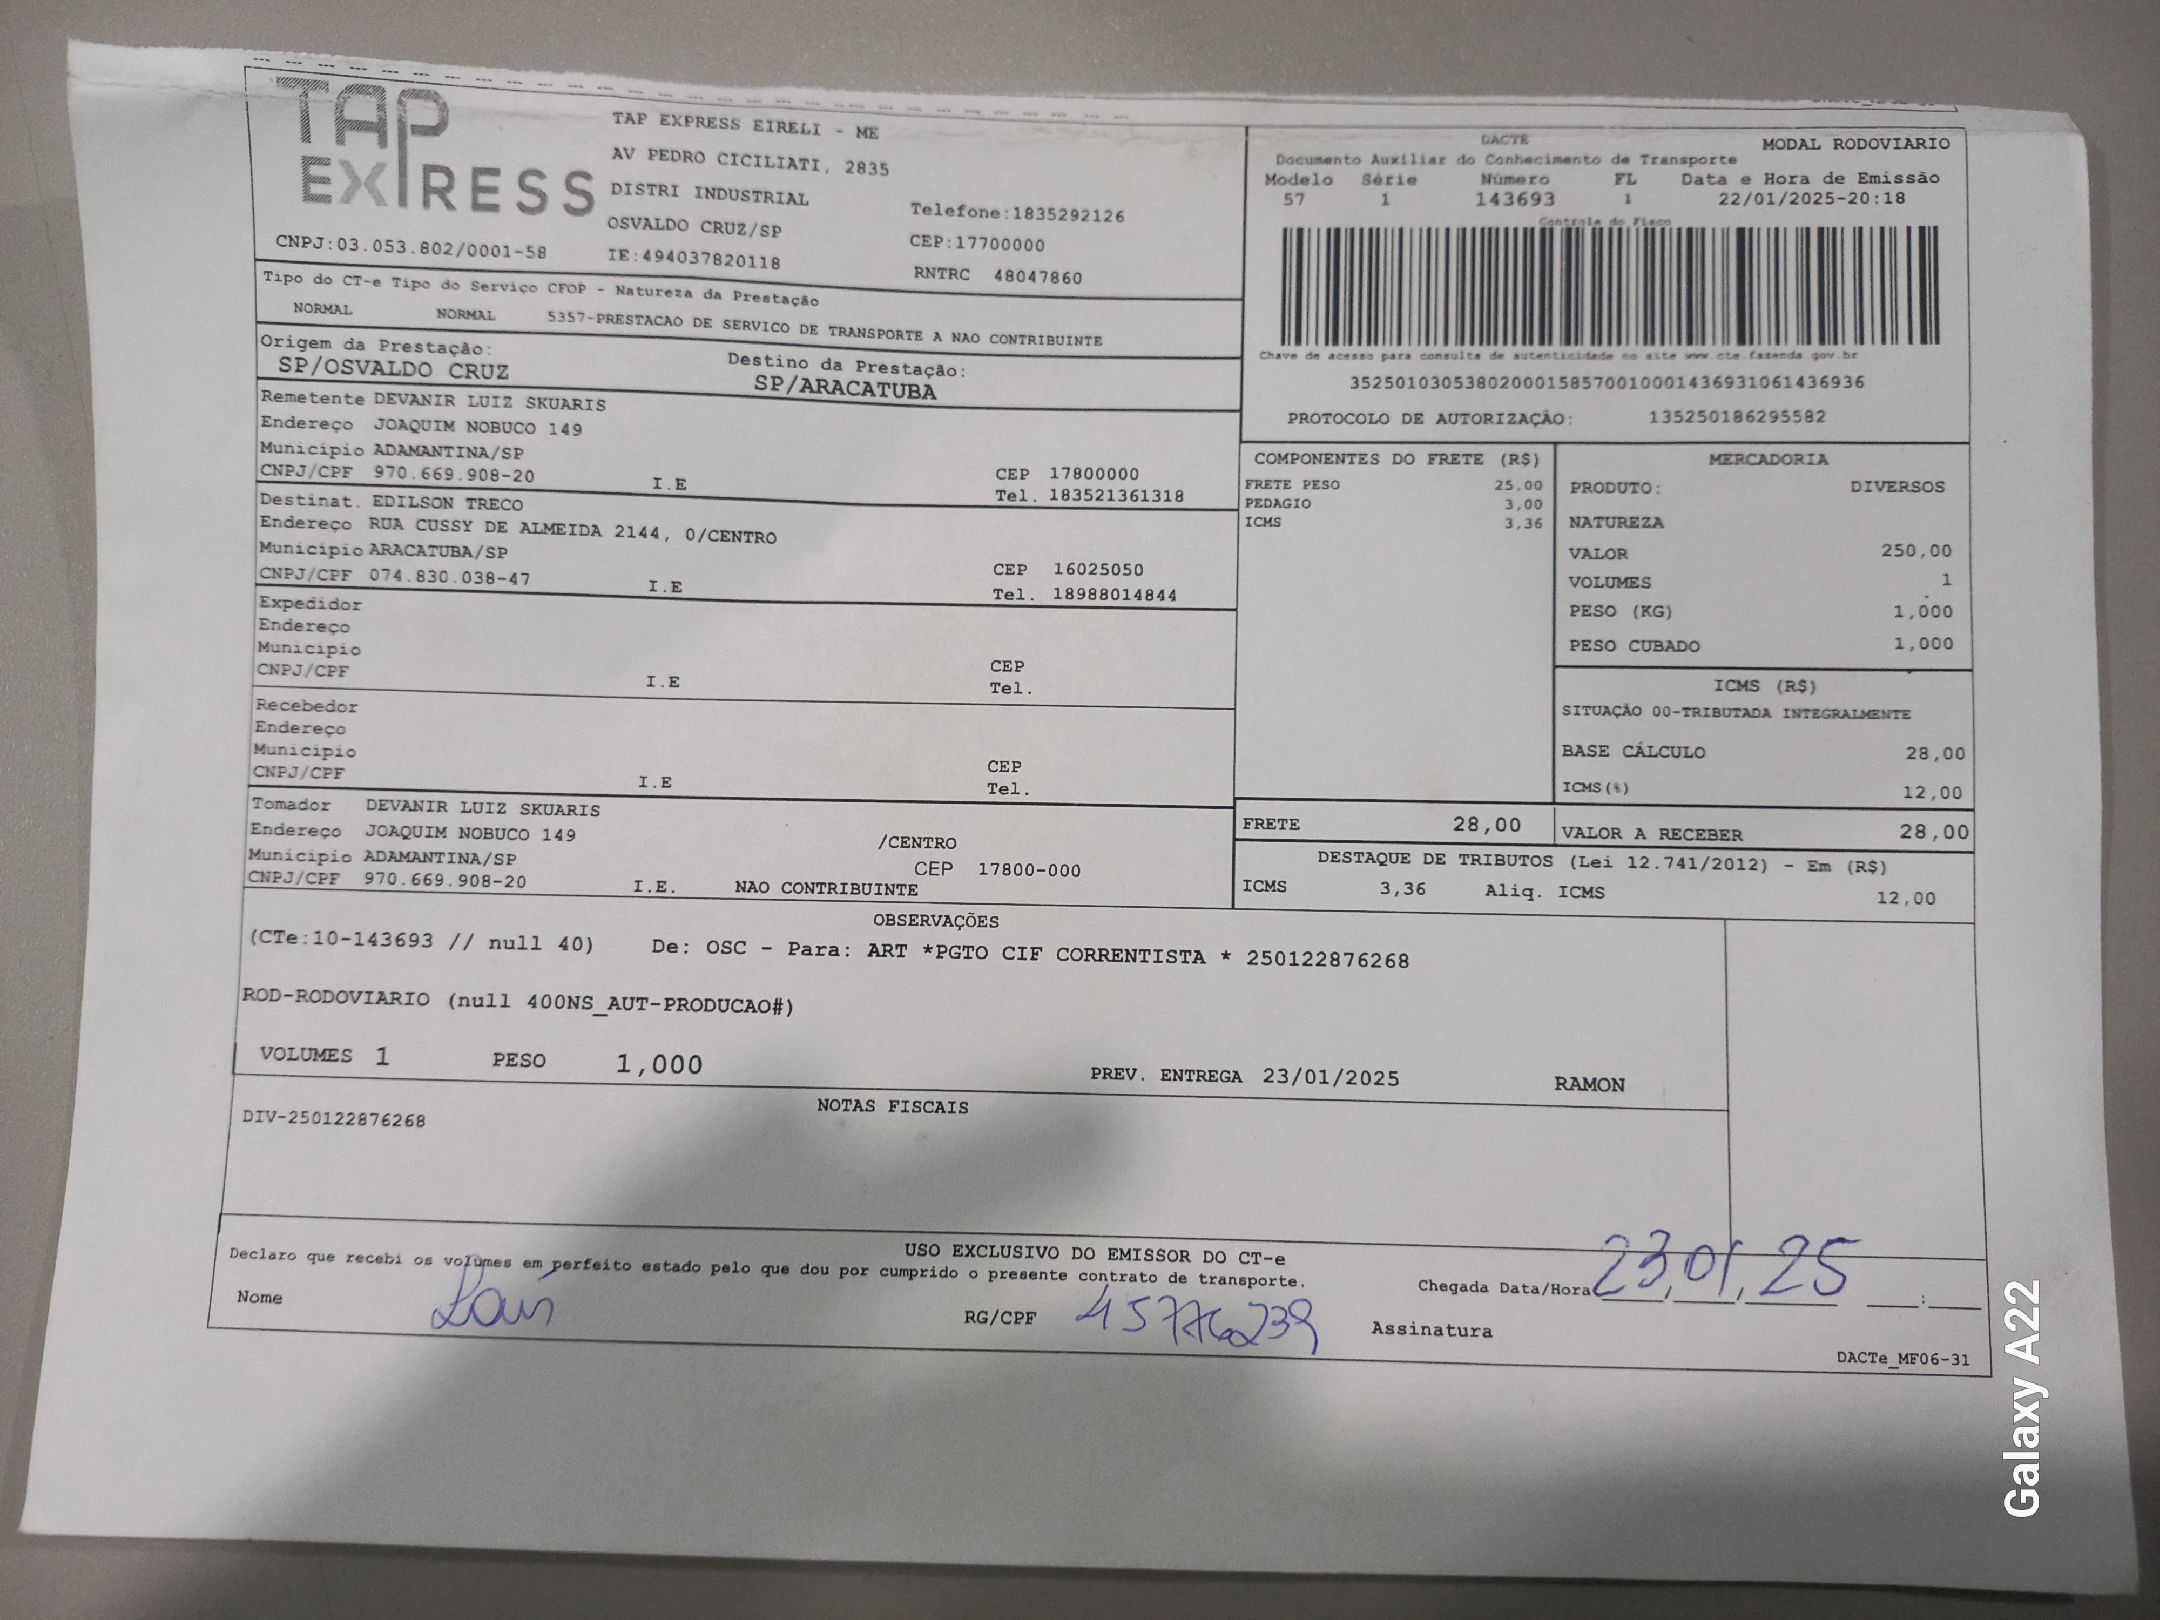 TAP
EXPRESS
CNPJ:03.053.802/0001-58
TAP EXPRESS EIRELI - ME
AV PEDRO CICILIATI, 2835
DISTRI INDUSTRIAL
OSVALDO CRUZ/SP
IE:494037820118
Telefone:1835292126
CEP:17700000
RNTRC 48047860
DACTE
MODAL RODOVIARIO
Documento Auxiliar do Conhecimento de Transporte
Modelo Série Número FL Data e Hora de Emissão
57 1 143693 1 22/01/2025-20:18
Controle do Fisco
Chave de acesso para consulta de autenticidade no site www.cte.fazenda.gov.br
35250103053802000158570010001436931061436936
PROTOCOLO DE AUTORIZAÇÃO: 135250186295582
Tipo do CT-e Tipo do Serviço CFOP - Natureza da Prestação
NORMAL NORMAL 5357-PRESTACAO DE SERVICO DE TRANSPORTE A NAO CONTRIBUINTE
Origem da Prestação: Destino da Prestação:
SP/OSVALDO CRUZ SP/ARACATUBA
Remetente DEVANIR LUIZ SKUARIS
Endereço JOAQUIM NOBUCO 149
Município ADAMANTINA/SP CEP 17800000
CNPJ/CPF 970.669.908-20 I.E Tel. 183521361318
Destinat. EDILSON TRECO
Endereço RUA CUSSY DE ALMEIDA 2144, 0/CENTRO
Município ARACATUBA/SP CEP 16025050
CNPJ/CPF 074.830.038-47 I.E Tel. 18988014844
Expedidor
Endereço
Município CEP
CNPJ/CPF I.E Tel.
Recebedor
Endereço
Município CEP
CNPJ/CPF I.E Tel.
Tomador DEVANIR LUIZ SKUARIS
Endereço JOAQUIM NOBUCO 149 /CENTRO
Município ADAMANTINA/SP CEP 17800-000
CNPJ/CPF 970.669.908-20 I.E. NAO CONTRIBUINTE
COMPONENTES DO FRETE (R$)
FRETE PESO 25.00
PEDAGIO 3,00
ICMS 3,36
MERCADORIA
PRODUTO: DIVERSOS
NATUREZA
VALOR 250,00
VOLUMES 1
PESO (KG) 1,000
PESO CUBADO 1,000
ICMS (R$)
SITUAÇÃO 00-TRIBUTADA INTEGRALMENTE
BASE CÁLCULO 28,00
ICMS(%) 12,00
FRETE 28,00 VALOR A RECEBER 28,00
DESTAQUE DE TRIBUTOS (Lei 12.741/2012) - Em (R$)
ICMS 3,36 Aliq. ICMS 12,00
OBSERVAÇÕES
(CTe:10-143693 // null 40) De: OSC - Para: ART *PGTO CIF CORRENTISTA * 250122876268
ROD-RODOVIARIO (null 400NS_AUT-PRODUCAO#)
VOLUMES 1 PESO 1,000 PREV. ENTREGA 23/01/2025 RAMON
NOTAS FISCAIS
DIV-250122876268
USO EXCLUSIVO DO EMISSOR DO CT-e
Declaro que recebi os volumes em perfeito estado pelo que dou por cumprido o presente contrato de transporte.
Chegada Data/Hora 23,01,25 :
Nome RG/CPF 45776239 Assinatura
DACTe_MF06-31
Galaxy A22